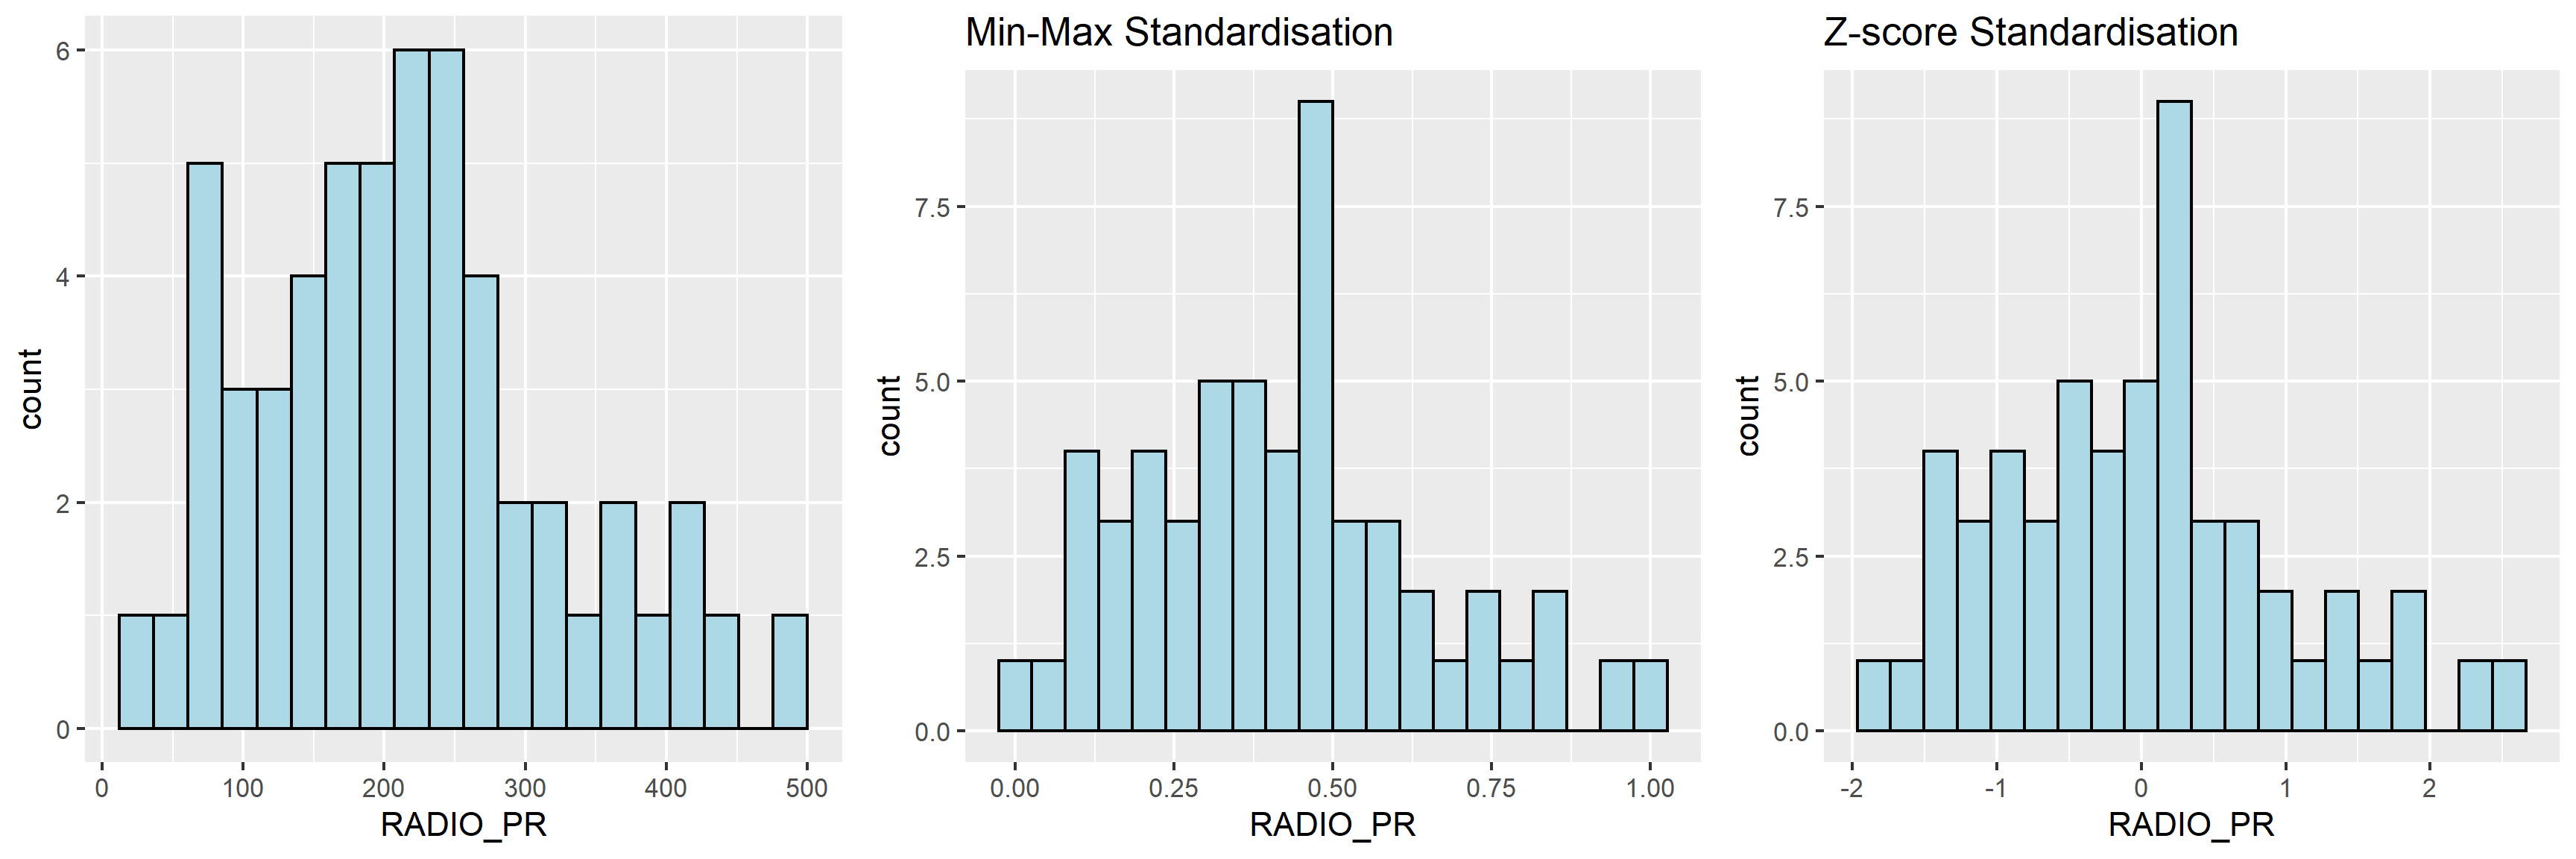 6
4
2
0
count
0 100 200 300 400 500
RADIO_PR
Min-Max Standardisation
7.5
5.0
2.5
0.0
count
0.00 0.25 0.50 0.75 1.00
RADIO_PR
Z-score Standardisation
7.5
5.0
2.5
0.0
count
-2 -1 0 1 2
RADIO_PR